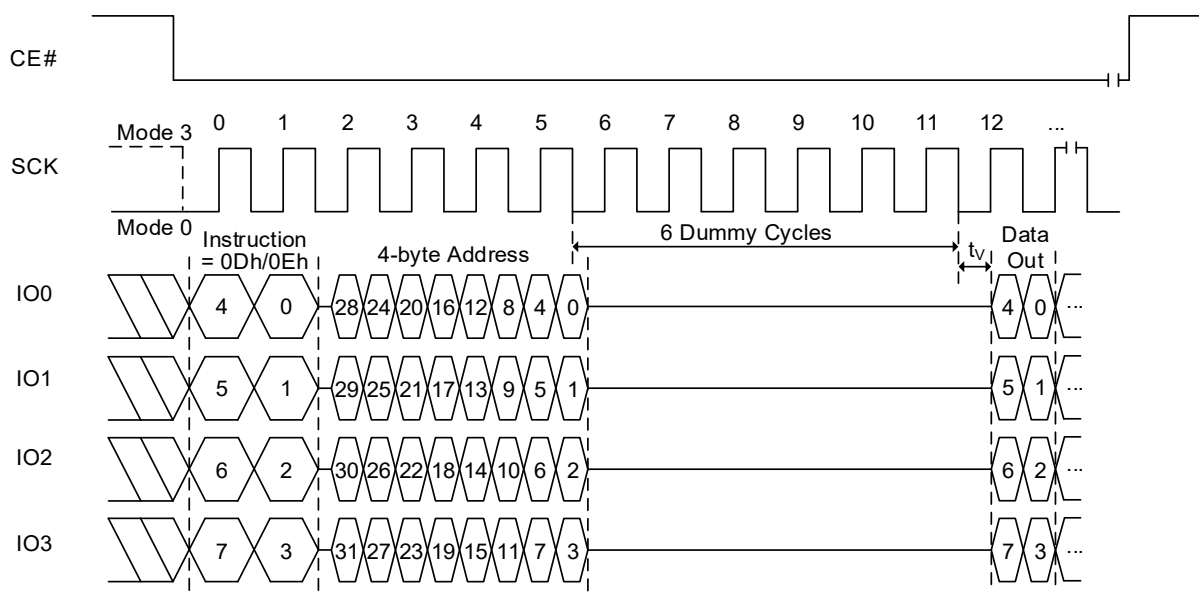 CE#
Mode 3
0 1 2 3 4 5 6 7 8 9 10 11 12 ...
SCK
Mode 0
Instruction
= 0Dh/0Eh
4-byte Address
6 Dummy Cycles
tV
Data
Out
IO0
4 0 28 24 20 16 12 8 4 0 4 0 ...
IO1
5 1 29 25 21 17 13 9 5 1 5 1 ...
IO2
6 2 30 26 22 18 14 10 6 2 6 2 ...
IO3
7 3 31 27 23 19 15 11 7 3 7 3 ...